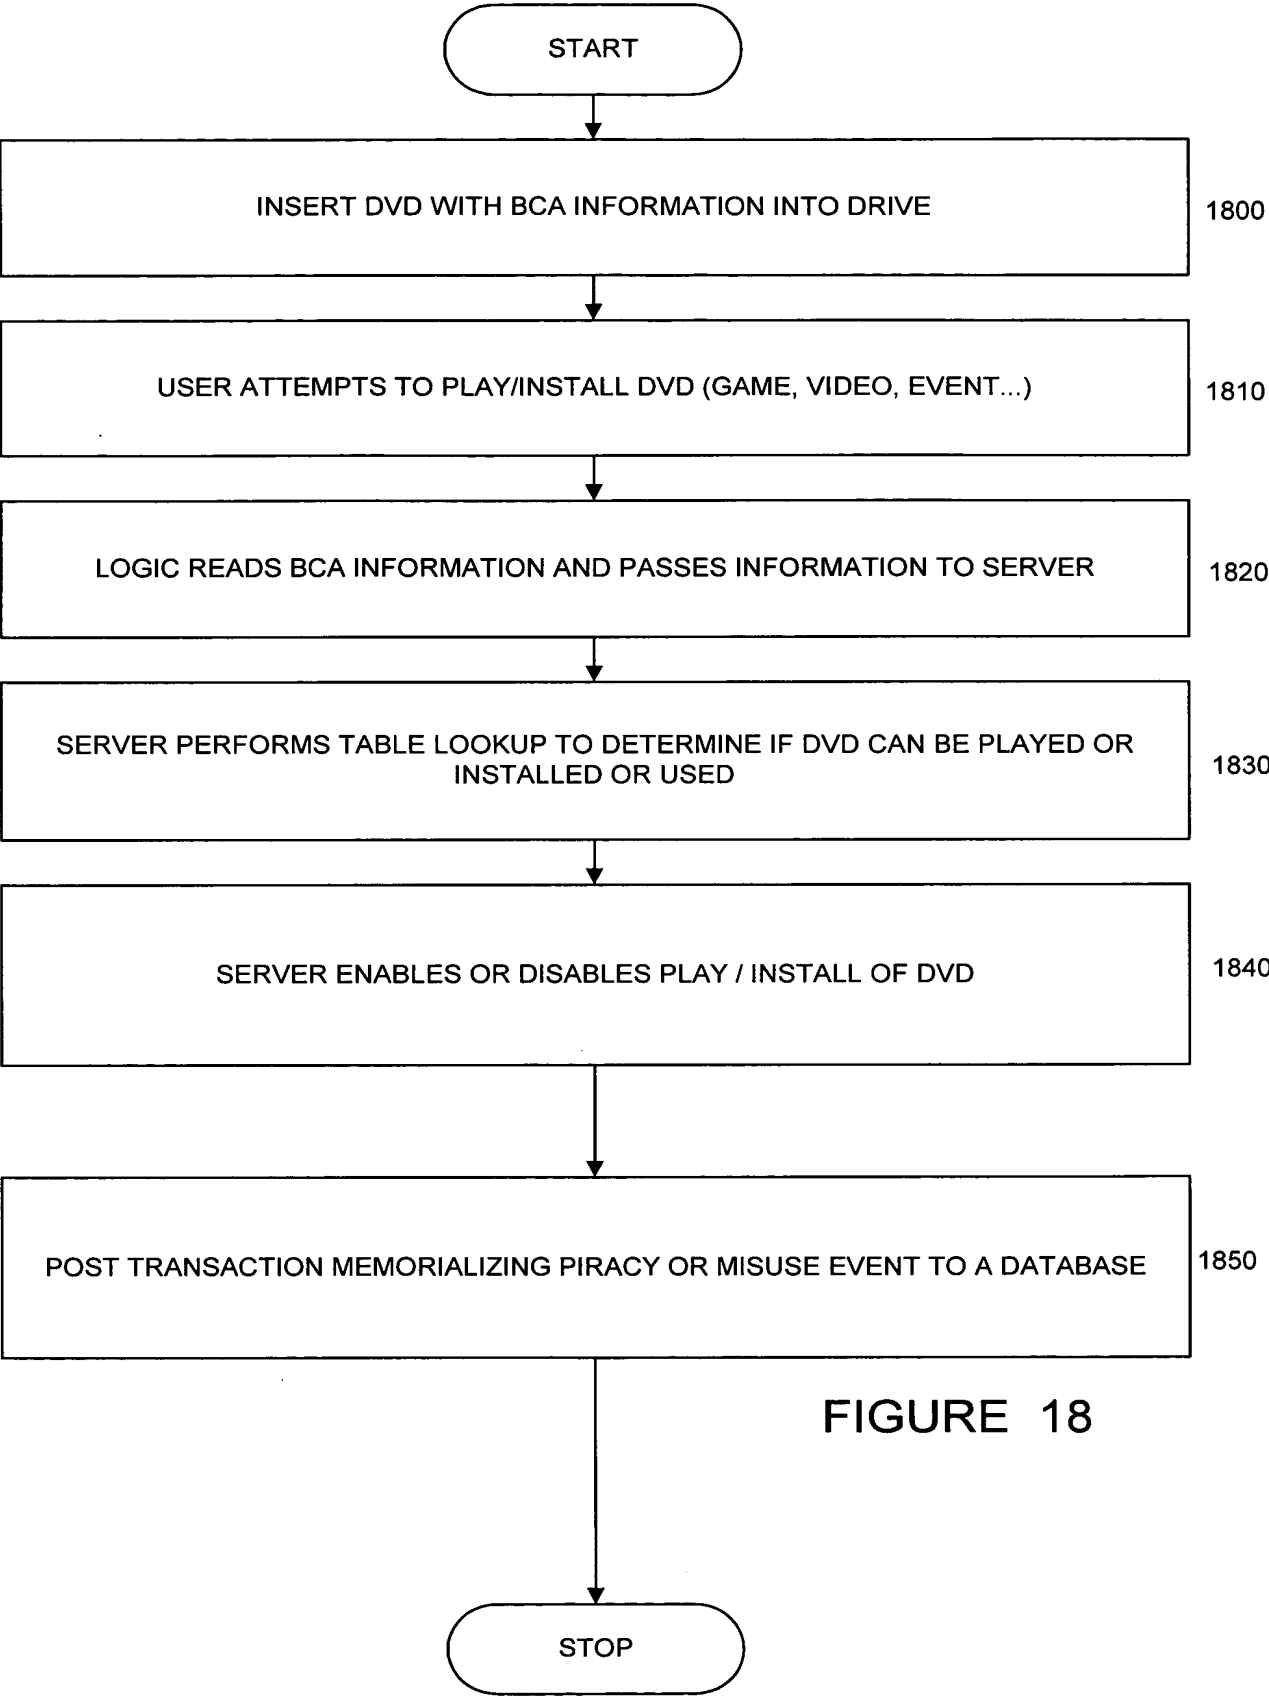 START
INSERT DVD WITH BCA INFORMATION INTO DRIVE
1800
USER ATTEMPTS TO PLAY/INSTALL DVD (GAME, VIDEO, EVENT...)
1810
LOGIC READS BCA INFORMATION AND PASSES INFORMATION TO SERVER
1820
SERVER PERFORMS TABLE LOOKUP TO DETERMINE IF DVD CAN BE PLAYED OR
INSTALLED OR USED
1830
SERVER ENABLES OR DISABLES PLAY / INSTALL OF DVD
1840
POST TRANSACTION MEMORIALIZING PIRACY OR MISUSE EVENT TO A DATABASE
1850
FIGURE 18
STOP